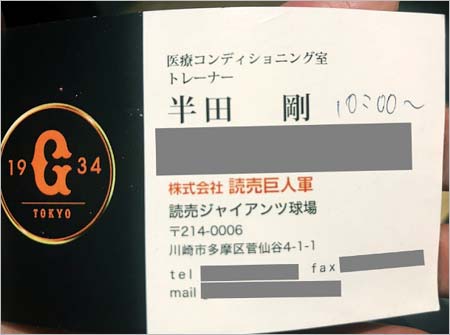 医療コンディショニング室
トレーナー
半田 剛 10:00~
株式会社 読売巨人軍
読売ジャイアンツ球場
〒214-0006
川崎市多摩区菅仙谷4-1-1
tel fax
mail
19 G 34
TOKYO